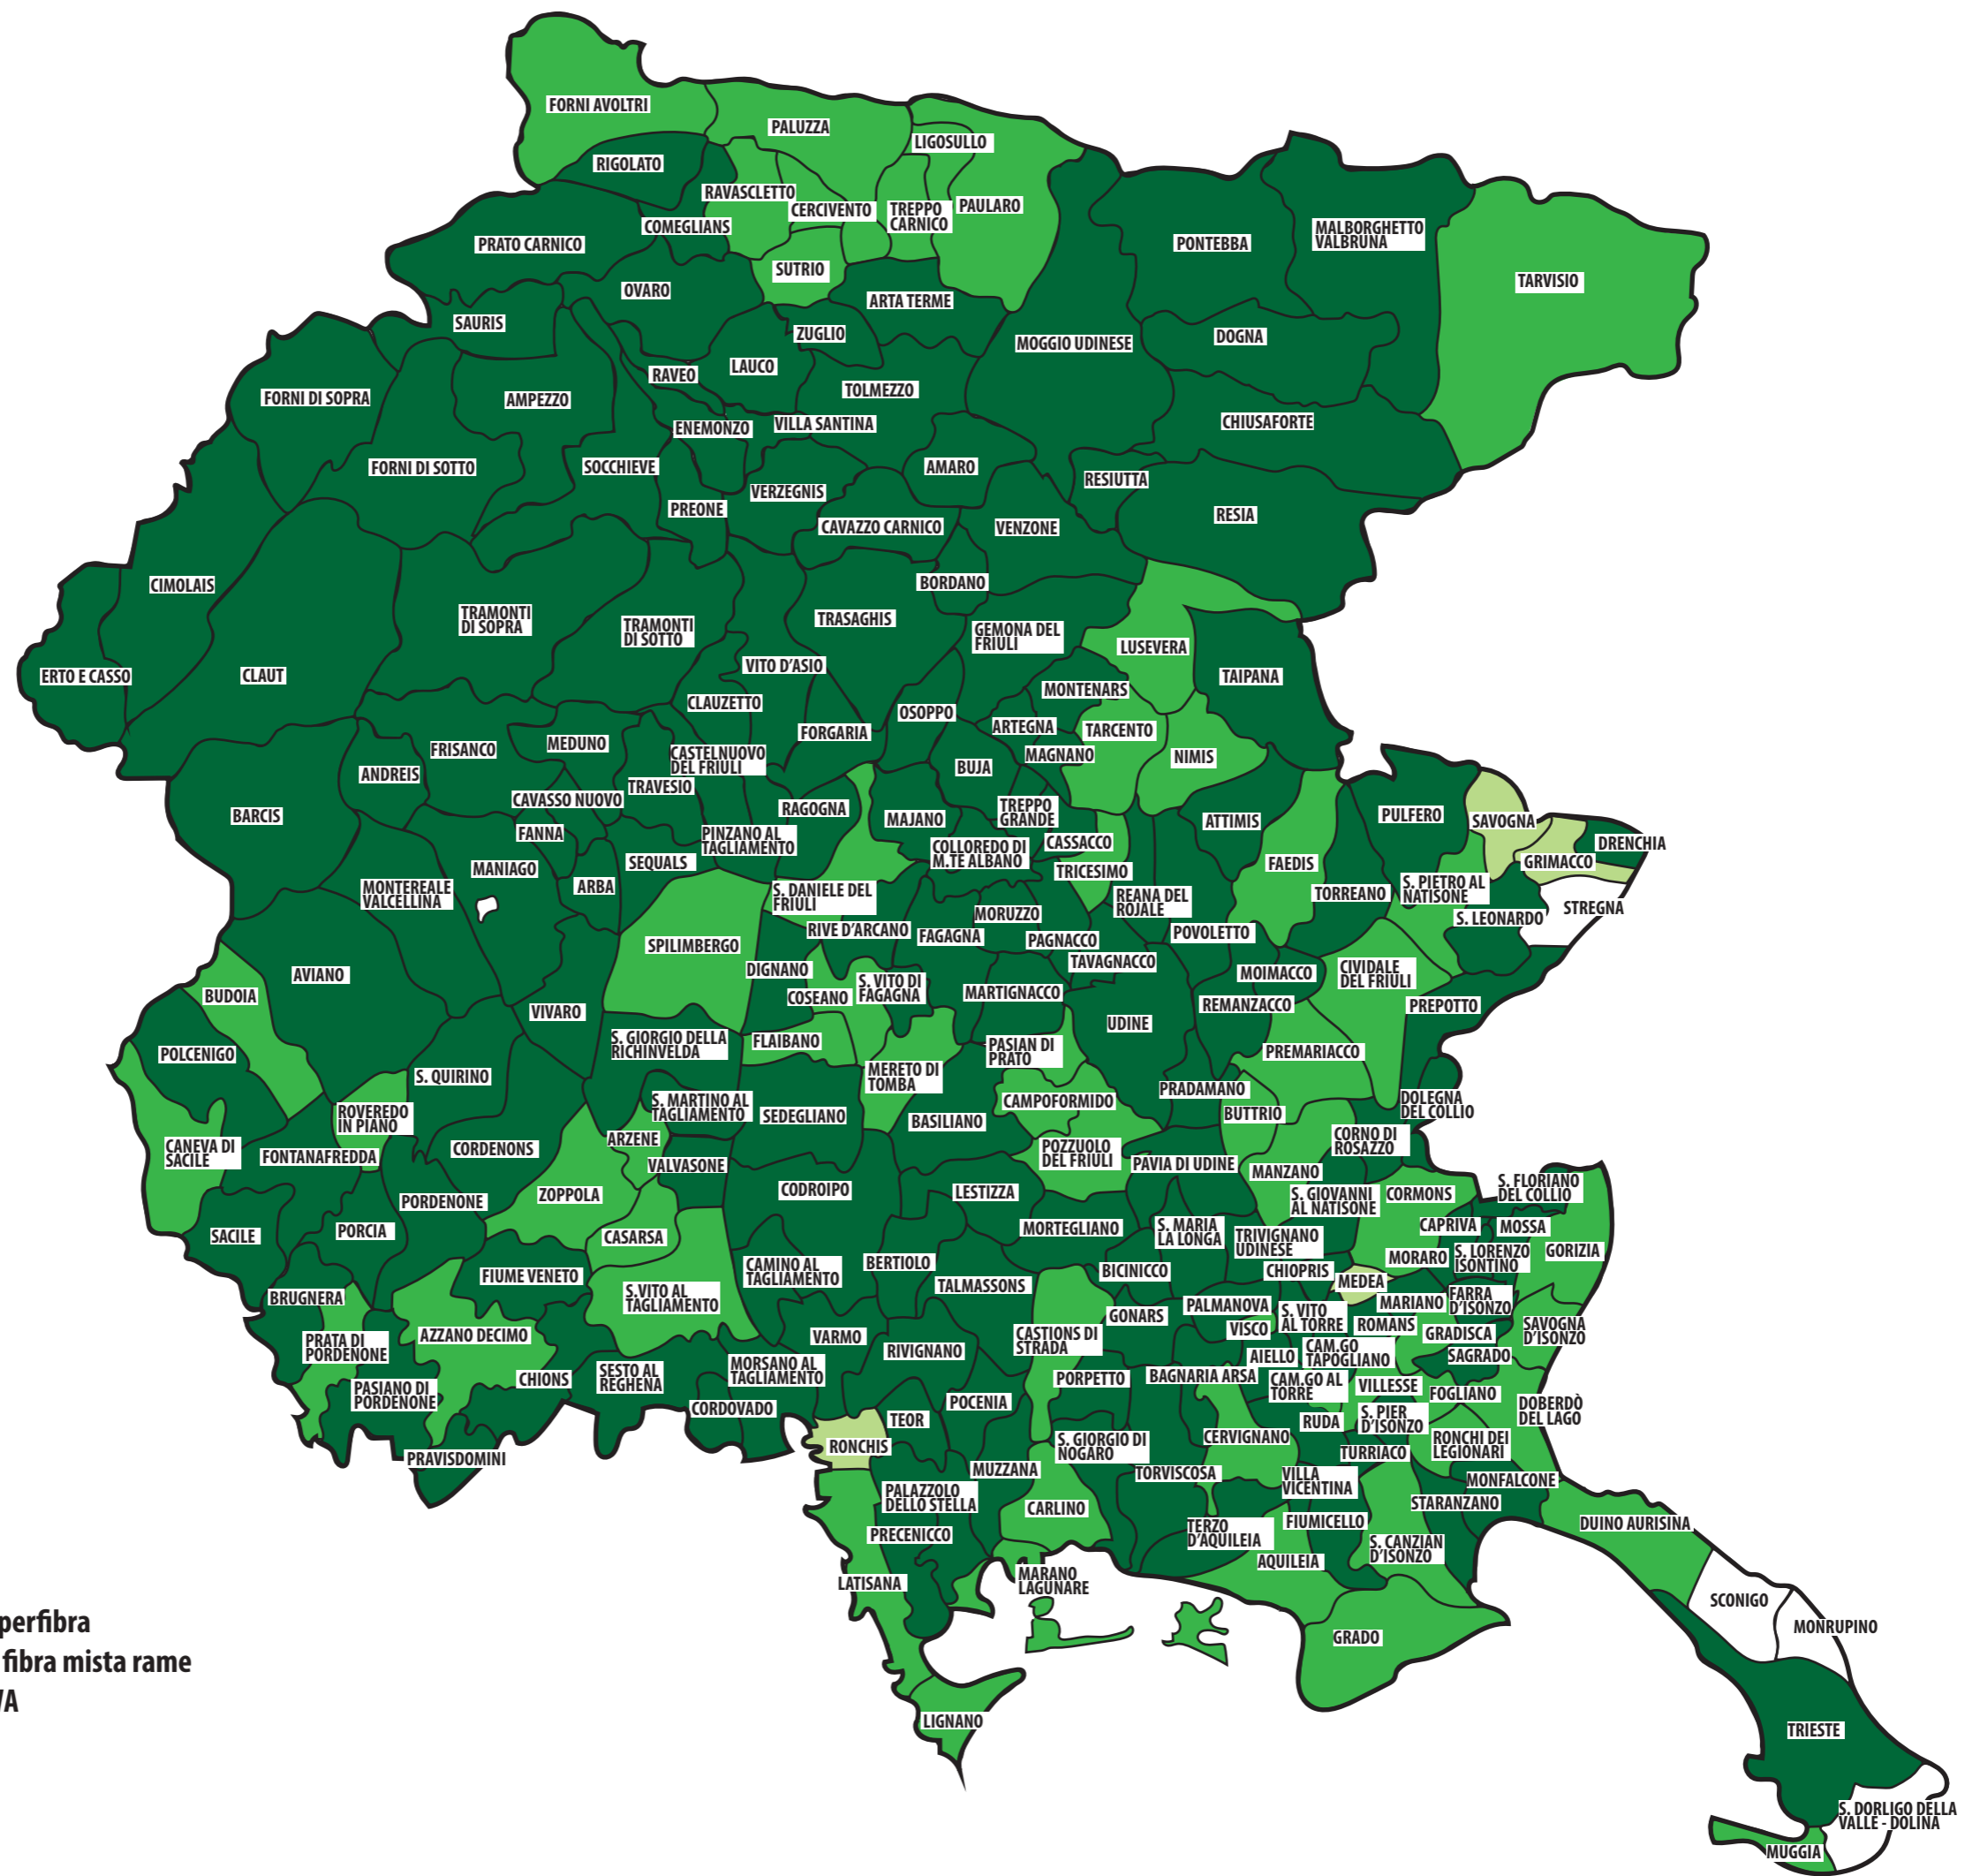 FORNI AVOLTRI
PALUZZA
LIGOSULLO
RIGOLATO
RAVASCLETTO
CERCIVENTO
TREPPO
CARNICO
PAULARO
COMEGLIANS
PRATO CARNICO
PONTEBBA
MALBORGHETTO
VALBRUNA
SUTRIO
TARVISIO
OVARO
ARTA TERME
SAURIS
ZUGLIO
MOGGIO UDINESE
DOGNA
LAUCO
RAVEO
TOLMEZZO
FORNI DI SOPRA
AMPEZZO
ENEMONZO
VILLA SANTINA
CHIUSAFORTE
FORNI DI SOTTO
SOCCHIEVE
AMARO
RESIUTTA
VERZEGNIS
PREONE
CAVAZZO CARNICO
VENZONE
RESIA
CIMOLAIS
BORDANO
TRAMONTI
DI SOPRA
TRAMONTI
DI SOTTO
TRASAGHIS
GEMONA DEL
FRIULI
LUSEVERA
ERTO E CASSO
CLAUT
VITO D'ASIO
TAIPANA
MONTENARS
CLAUZETTO
OSOPPO
FORGARIA
ARTEGNA
TARCENTO
FRISANCO
MEDUNO
CASTELNUOVO
DEL FRIULI
MAGNANO
NIMIS
ANDREIS
BUJA
TRAVESIO
CAVASSO NUOVO
RAGOGNA
TREPPO
GRANDE
BARCIS
MAJANO
ATTIMIS
PULFERO
SAVOGNA
FANNA
PINZANO AL
TAGLIAMENTO
COLLOREDO DI
M.TE ALBANO
CASSACCO
DRENCHIA
GRIMACCO
MANIAGO
SEQUALS
TRICESIMO
FAEDIS
MONTEREALE
VALCELLINA
ARBA
S. DANIELE DEL
FRIULI
REANA DEL
ROJALE
TORREANO
S. PIETRO AL
NATISONE
STREGNA
MORUZZO
S. LEONARDO
RIVE D'ARCANO
FAGAGNA
PAGNACCO
POVOLETTO
SPILIMBERGO
DIGNANO
TAVAGNACCO
MOIMACCO
CIVIDALE
DEL FRIULI
AVIANO
S. VITO DI
FAGAGNA
BUDOIA
COSEANO
MARTIGNACCO
REMANZACCO
PREPOTTO
VIVARO
UDINE
S. GIORGIO DELLA
RICHINVELDA
FLAIBANO
PASIAN DI
PRATO
PREMARIACCO
POLCENIGO
MERETO DI
TOMBA
S. QUIRINO
PRADAMANO
DOLEGNA
DEL COLLIO
S. MARTINO AL
TAGLIAMENTO
CAMPOFORMIDO
ROVEREDO
IN PIANO
SEDEGLIANO
BASILIANO
BUTTRIO
CORNO DI
ROSAZZO
ARZENE
CANEVA DI
SACILE
CORDENONS
POZZUOLO
DEL FRIULI
FONTANAFREDDA
VALVASONE
PAVIA DI UDINE
MANZANO
CODROIPO
LESTIZZA
S. FLORIANO
DEL COLLIO
ZOPPOLA
S. GIOVANNI
AL NATISONE
CORMONS
PORDENONE
MORTEGLIANO
S. MARIA
LA LONGA
CAPRIVA
MOSSA
SACILE
PORCIA
CASARSA
TRIVIGNANO
UDINESE
MORARO
S. LORENZO
ISONTINO
GORIZIA
CAMINO AL
TAGLIAMENTO
BERTIOLO
BICINICCO
CHIOPRIS
FIUME VENETO
TALMASSONS
MEDEA
BRUGNERA
S.VITO AL
TAGLIAMENTO
GONARS
PALMANOVA
S. VITO
AL TORRE
MARIANO
FARRA
D'ISONZO
AZZANO DECIMO
VARMO
CASTIONS DI
STRADA
VISCO
ROMANS
GRADISCA
SAVOGNA
D'ISONZO
PRATA DI
PORDENONE
RIVIGNANO
AIELLO
CAM.GO
TAPOGLIANO
SAGRADO
CHIONS
SESTO AL
REGHENA
MORSANO AL
TAGLIAMENTO
PORPETTO
BAGNARIA ARSA
CAM.GO AL
TORRE
VILLESSE
FOGLIANO
PASIANO DI
PORDENONE
POCENIA
DOBERDÒ
DEL LAGO
CORDOVADO
TEOR
RUDA
S. PIER
D'ISONZO
RONCHIS
S. GIORGIO DI
NOGARO
CERVIGNANO
RONCHI DEI
LEGIONARI
PRAVISDOMINI
TURRIACO
MUZZANA
TORVISCOSA
VILLA
VICENTINA
MONFALCONE
PALAZZOLO
DELLO STELLA
CARLINO
STARANZANO
PRECENICCO
TERZO
D'AQUILEIA
FIUMICELLO
DUINO AURISINA
S. CANZIAN
D'ISONZO
AQUILEIA
LATISANA
MARANO
LAGUNARE
SCONIGO
perfibra
MONRUPINO
GRADO
fibra mista rame
VA
LIGNANO
TRIESTE
S. DORLIGO DELLA
VALLE - DOLINA
MUGGIA